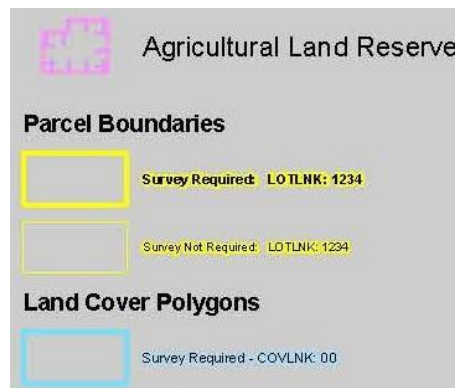 Agricultural Land Reserve
Parcel Boundaries
Survey Required: LOTLNK: 1234
Survey Not Required: LOTLNK: 1234
Land Cover Polygons
Survey Required - COVLNK: 00